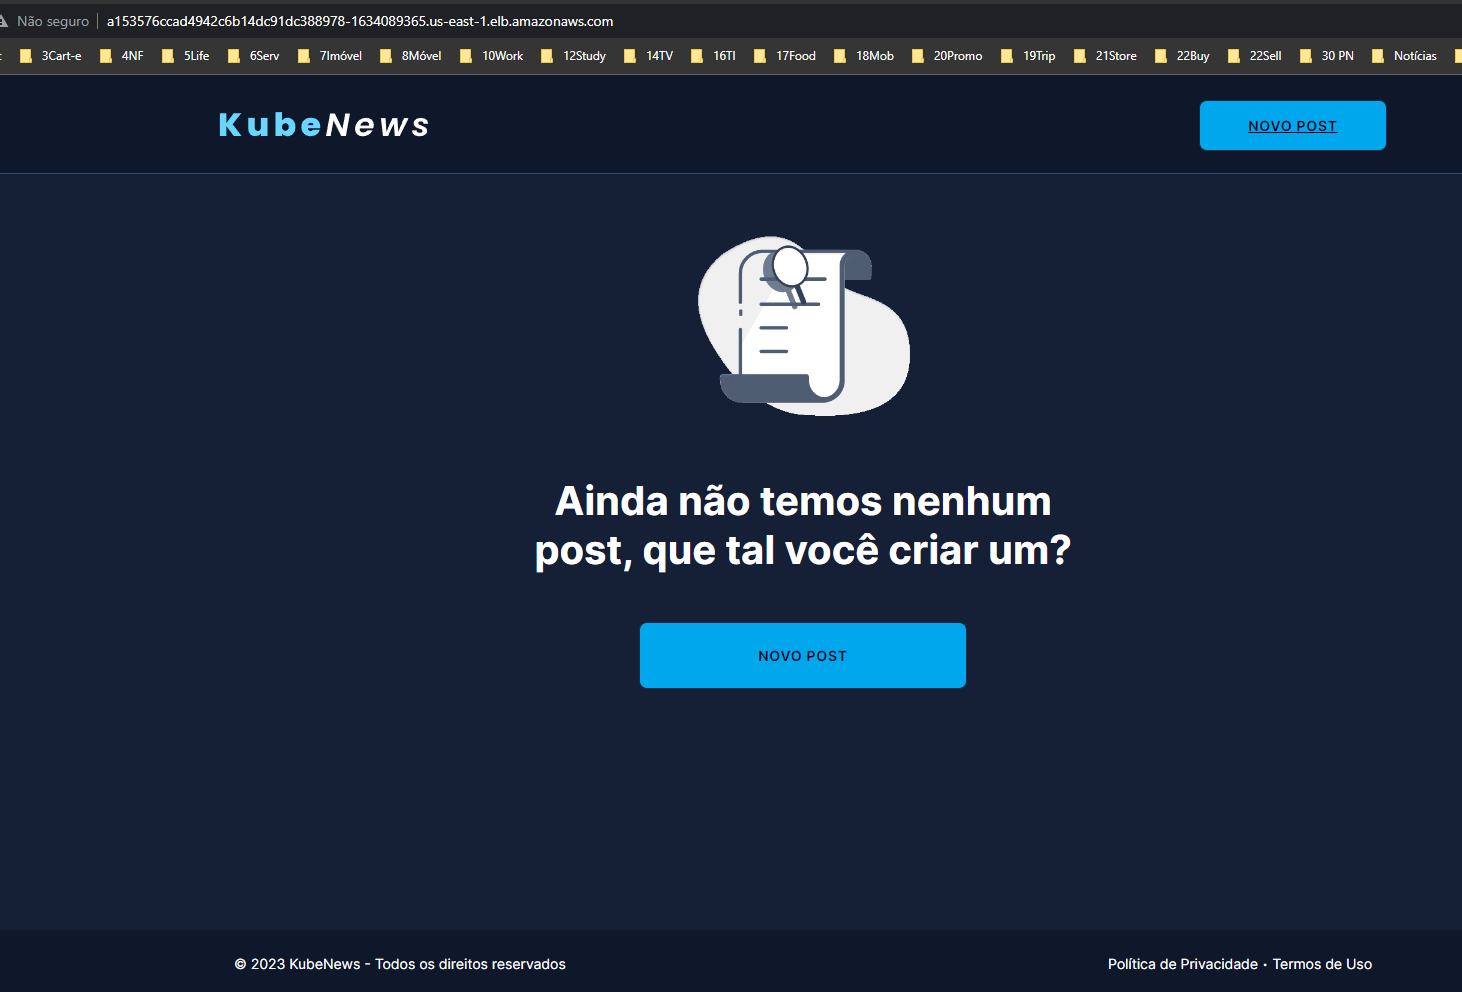 Não seguro a153576ccad4942c6b14dc91dc388978-1634089365.us-east-1.elb.amazonaws.com
3Cart-e 4NF 5Life 6Serv 7Imóvel 8Móvel 10Work 12Study 14TV 16TI 17Food 18Mob 20Promo 19Trip 21Store 22Buy 22Sell 30 PN Notícias
KubeNews
NOVO POST
Ainda não temos nenhum
post, que tal você criar um?
NOVO POST
© 2023 KubeNews - Todos os direitos reservados
Política de Privacidade • Termos de Uso